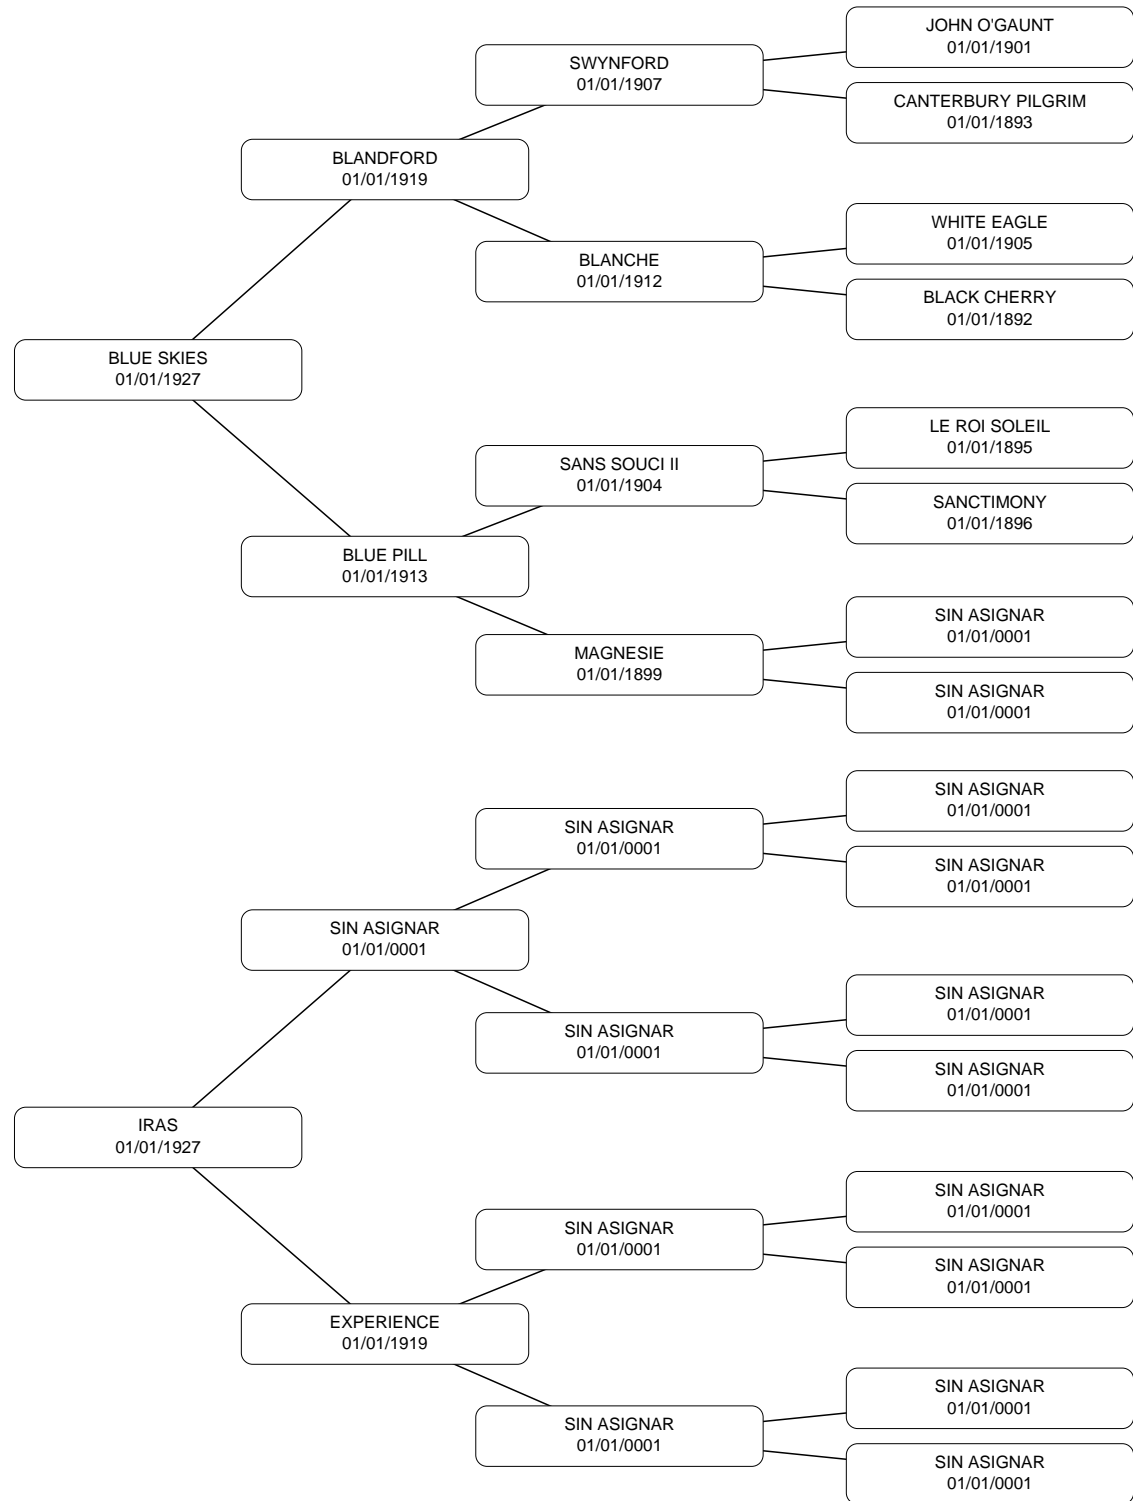 JOHN O'GAUNT
01/01/1901
SWYNFORD
01/01/1907
CANTERBURY PILGRIM
01/01/1893
BLANDFORD
01/01/1919
WHITE EAGLE
01/01/1905
BLANCHE
01/01/1912
BLACK CHERRY
01/01/1892
BLUE SKIES
01/01/1927
LE ROI SOLEIL
01/01/1895
SANS SOUCI II
01/01/1904
SANCTIMONY
01/01/1896
BLUE PILL
01/01/1913
SIN ASIGNAR
01/01/0001
MAGNESIE
01/01/1899
SIN ASIGNAR
01/01/0001
SIN ASIGNAR
01/01/0001
SIN ASIGNAR
01/01/0001
SIN ASIGNAR
01/01/0001
SIN ASIGNAR
01/01/0001
SIN ASIGNAR
01/01/0001
SIN ASIGNAR
01/01/0001
SIN ASIGNAR
01/01/0001
IRAS
01/01/1927
SIN ASIGNAR
01/01/0001
SIN ASIGNAR
01/01/0001
SIN ASIGNAR
01/01/0001
EXPERIENCE
01/01/1919
SIN ASIGNAR
01/01/0001
SIN ASIGNAR
01/01/0001
SIN ASIGNAR
01/01/0001